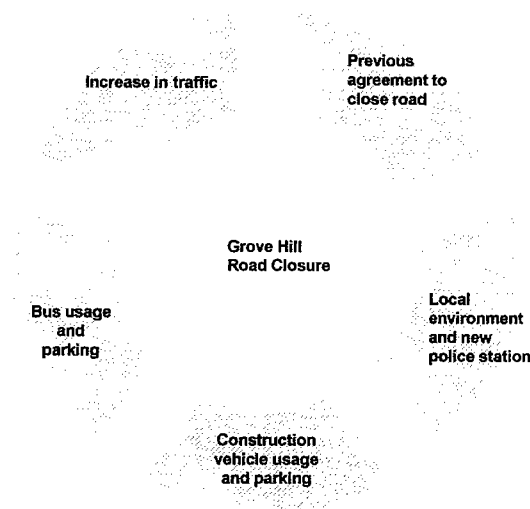 Increase in traffic
Previous
agreement to
close road
Grove Hill
Road Closure
Bus usage
and
parking
Local
environment
and new
police station
Construction
vehicle usage
and parking